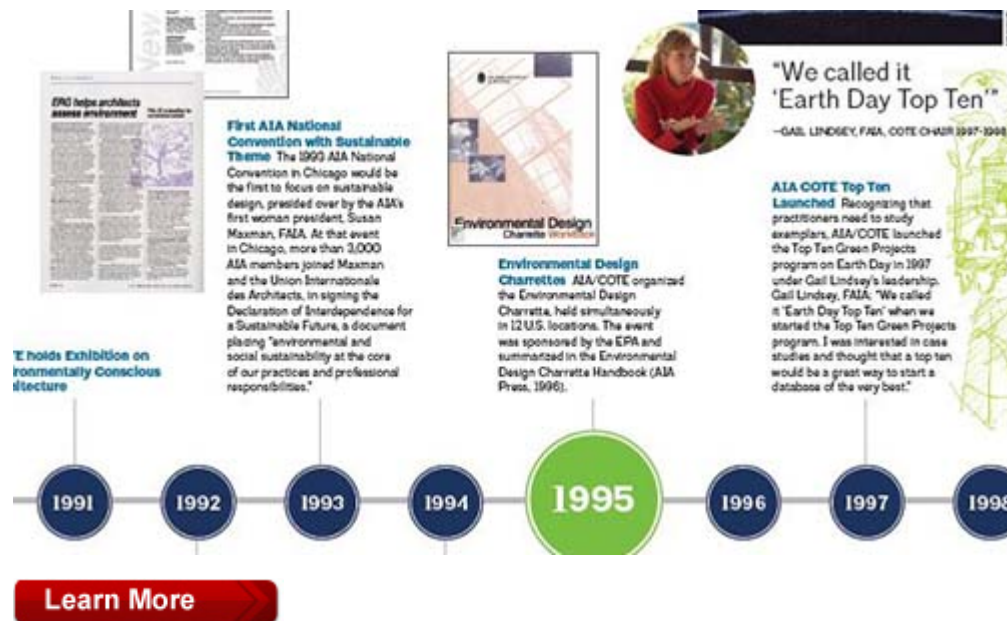 ERG helps architects
assess environment
First AIA National
Convention with Sustainable
Theme The 1993 AIA National
Convention in Chicago would be
the first to focus on sustainable
design, presided over by the AIA's
first woman president, Susan
Maxman, FAIA. At that event
in Chicago, more than 3,000
AIA members joined Maxman
and the Union Internationale
des Architects, in signing the
Declaration of Interdependence for
a Sustainable Future, a document
placing "environmental and
social sustainability at the core
of our practices and professional
responsibilities."
Environmental Design
Charrette
Environmental Design
Charrettes AIA/COTE organized
the Environmental Design
Charrette, held simultaneously
in 12 U.S. locations. The event
was sponsored by the EPA and
summarized in the Environmental
Design Charrette Handbook (AIA
Press, 1996).
"We called it
'Earth Day Top Ten'"
—GAIL LINDSEY, FAIA, COTE CHAIR
AIA COTE Top Ten
Launched Recognizing that
practitioners need to study
exemplars, AIA/COTE launched
the Top Ten Green Projects
program on Earth Day in 1997
under Gail Lindsey's leadership.
Gail Lindsey, FAIA; "We called
it 'Earth Day Top Ten' when we
started the Top Ten Green Projects
program. I was interested in case
studies and thought that a top ten
would be a great way to start a
database of the very best."
TE holds Exhibition on
ronmentally Conscious
itecture
1991
1992
1993
1994
1995
1996
1997
1998
Learn More